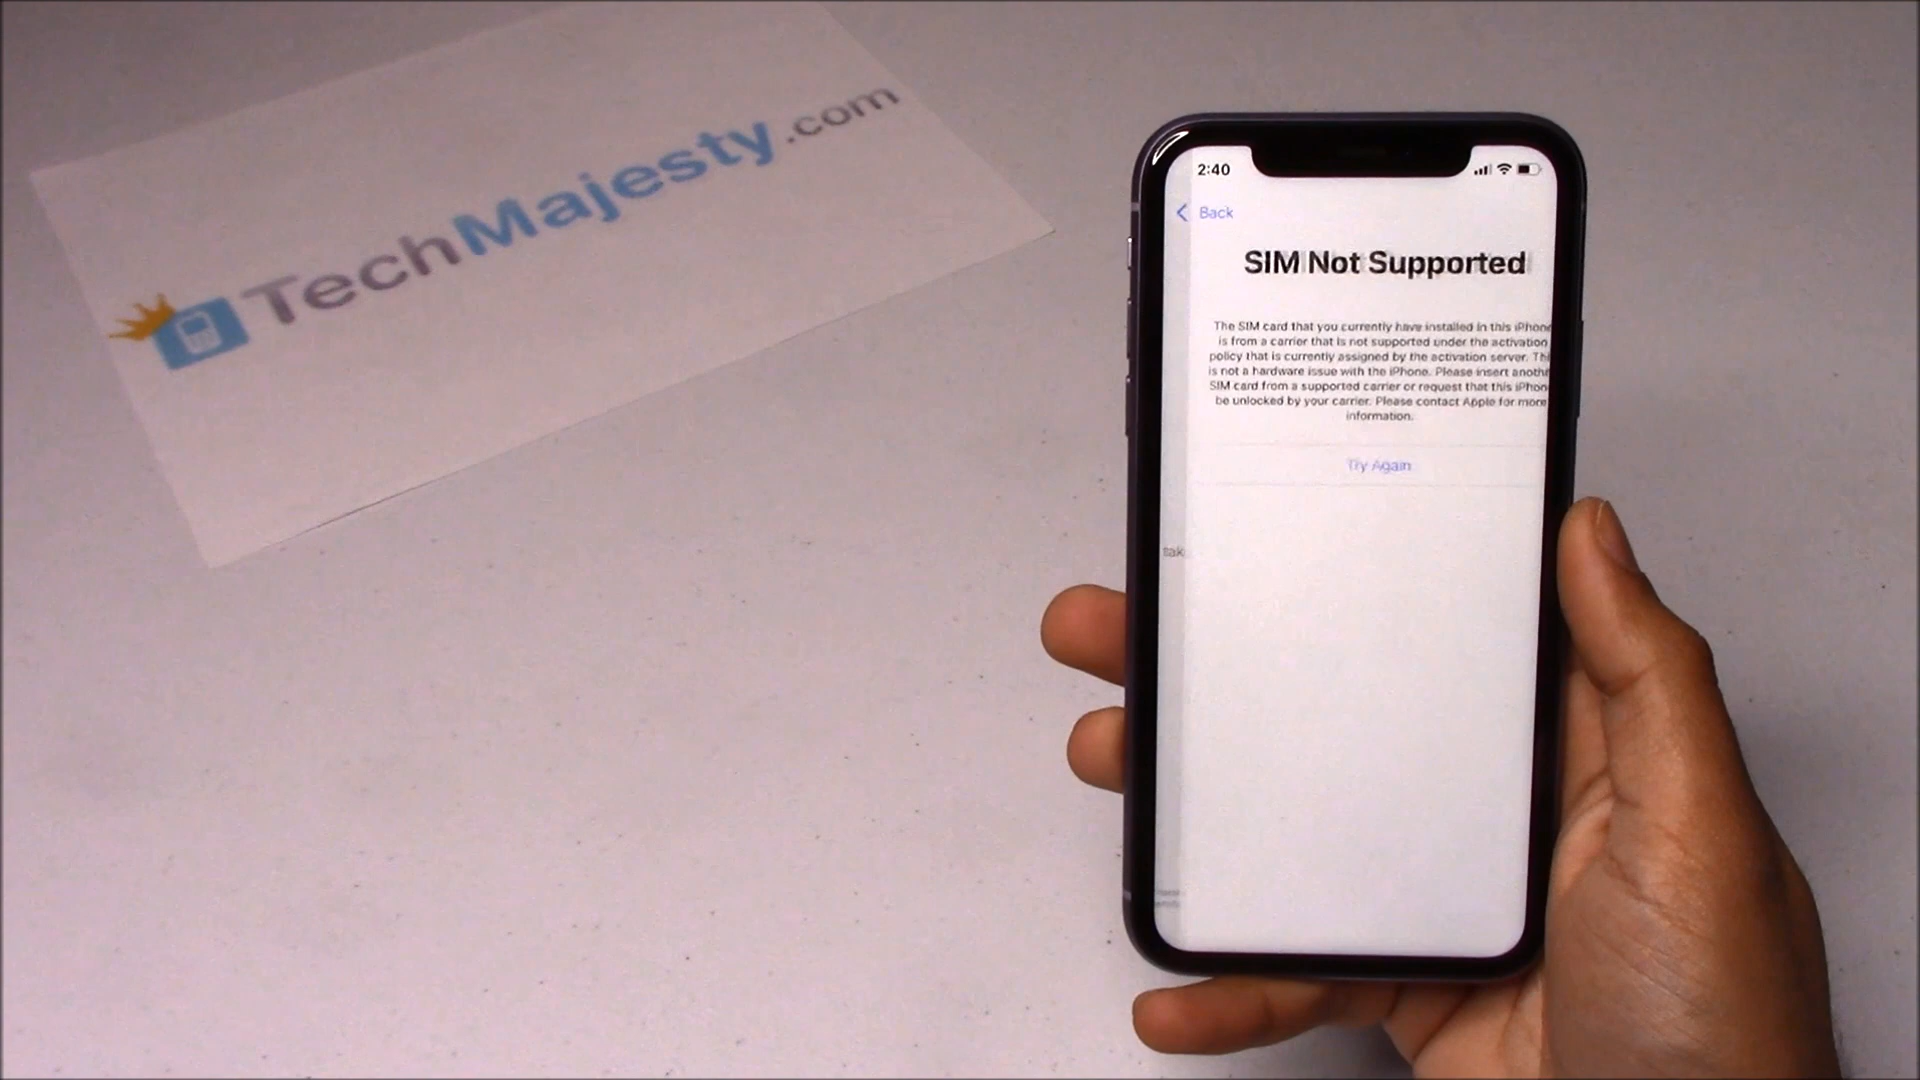 TechMajesty.com
2:40
Back
SIM Not Supported
The SIM card that you currently have installed in this iPhone
is from a carrier that is not supported under the activation
policy that is currently assigned by the activation server. Thi
is not a hardware issue with the iPhone. Please insert anoth
SIM card from a supported carrier or request that this iPhon
be unlocked by your carrier. Please contact Apple for more
information.
Try Again